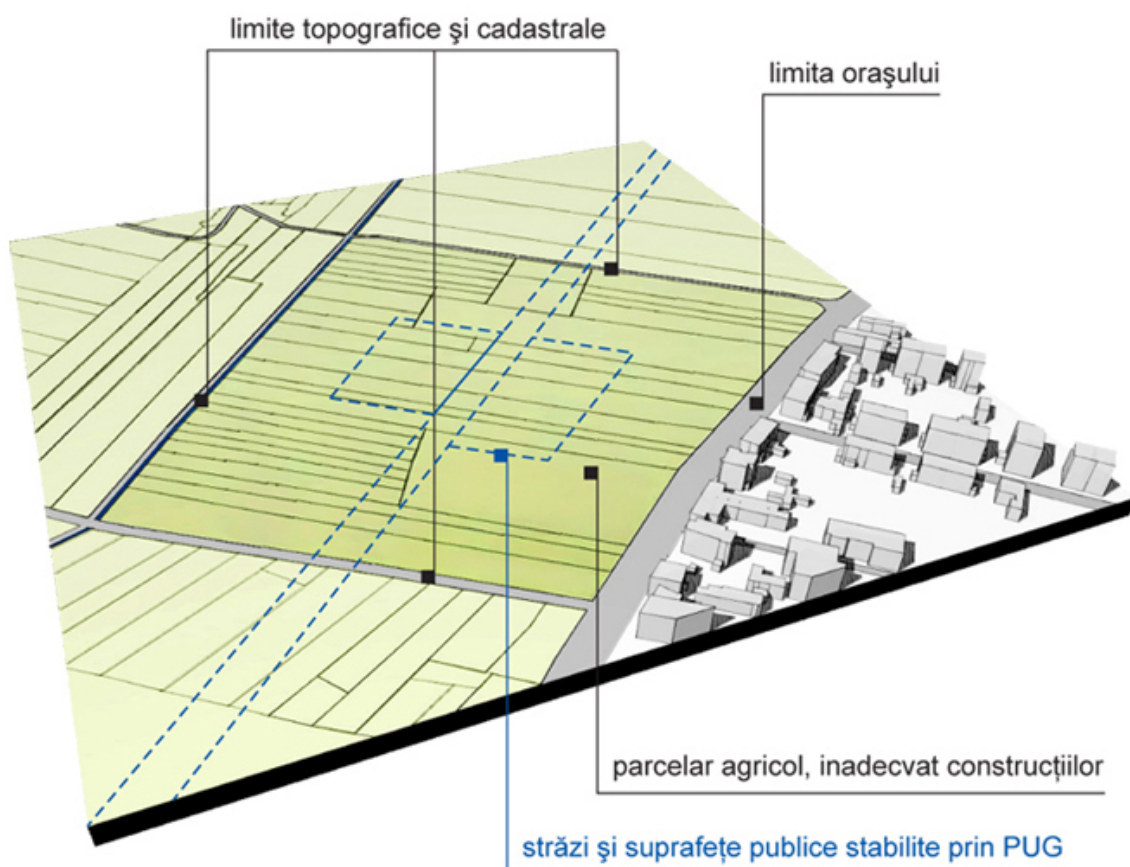 limite topografice şi cadastrale
limita oraşului
parcelar agricol, inadecvat construcțiilor
străzi şi suprafețe publice stabilite prin PUG